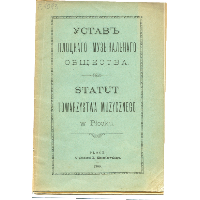 УСТАВЪ
ПЛОЦКАГО МУЗЫКАЛЬНАГО
ОБЩЕСТВА.
STATUT
TOWARZYSTWA MUZYCZNEGO
w Płocku.